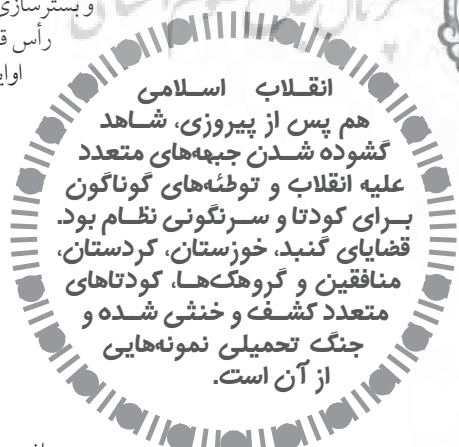 و بسترسازی
رأس
انقلاب اسلامی
هم پس از پیروزی، شاهد
گشوده شدن جبهه‌های متعدد
علیه انقلاب و توطئه‌های گوناگون
برای کودتا و سرنگونی نظام بود.
قضایای گنبد، خوزستان، کردستان،
منافقین و گروهک‌ها، کودتاهای
متعدد کشف و خنثی شده و
جنگ تحمیلی نمونه‌هایی
از آن است.